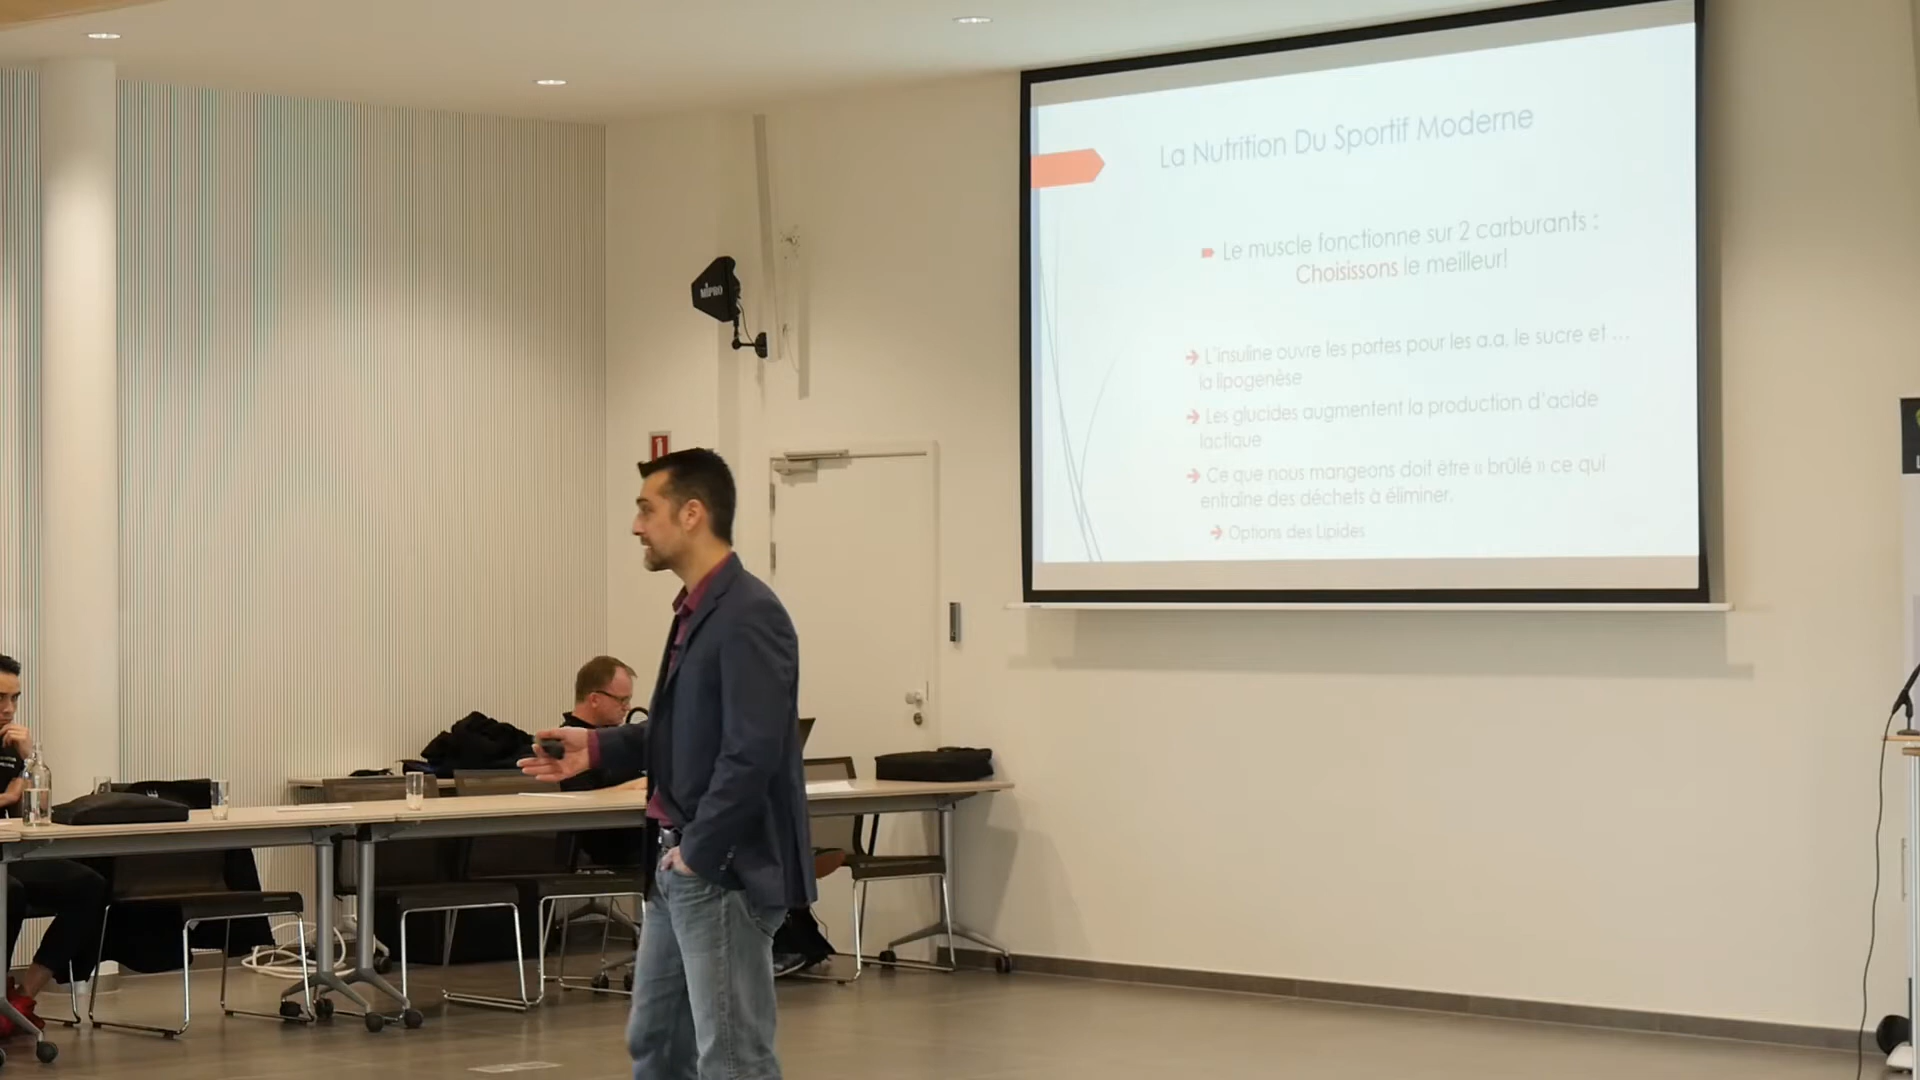 La Nutrition Du Sportif Moderne
Le muscle fonctionne sur 2 carburants :
Choisissons le meilleur!
L'insuline ouvre les portes pour les a.a. le sucre et ...
la lipogenèse
Les glucides augmentent la production d'acide
lactique
Ce que nous mangeons doit être « brûlé » ce qui
entraîne des déchets à éliminer.
Options des Lipides
MIPRO